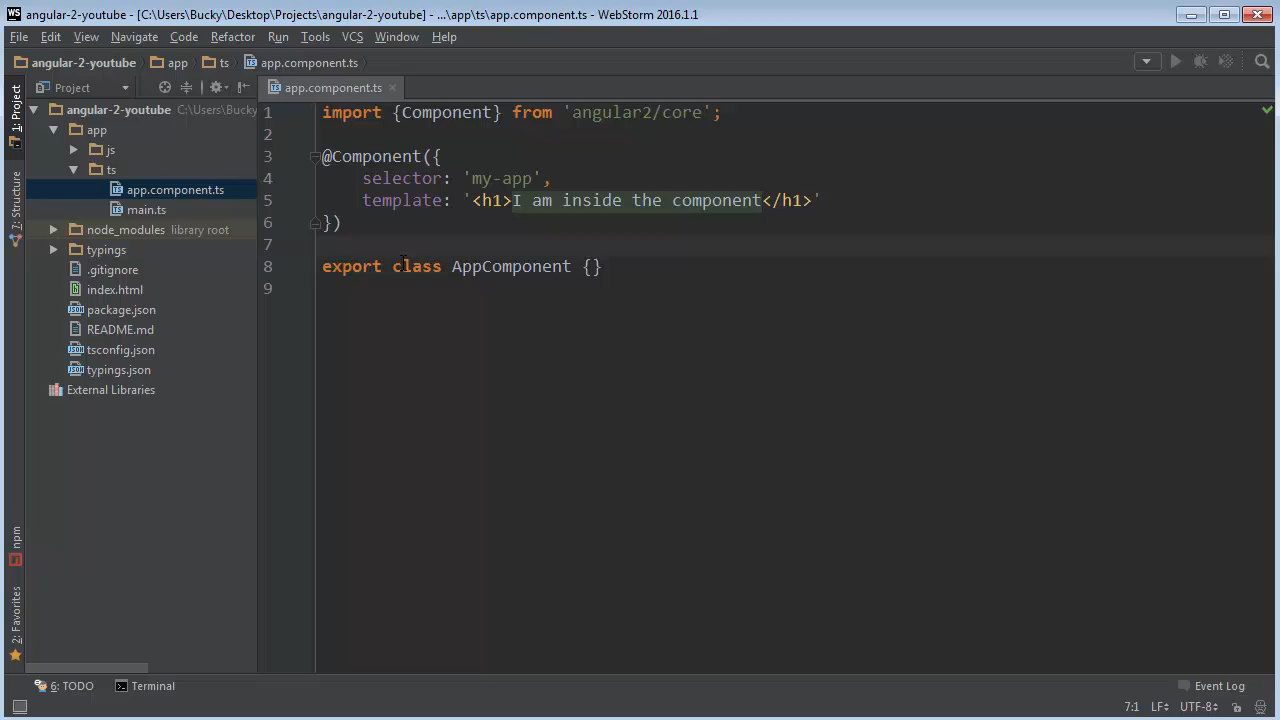 WS angular-2-youtube - [C:\Users\Bucky\Desktop\Projects\angular-2-youtube] - ...\app\ts\app.component.ts - WebStorm 2016.1.1
File Edit View Navigate Code Refactor Run Tools VCS Window Help
angular-2-youtube app ts app.component.ts
1: Project
7: Structure
npm
2: Favorites
Project
angular-2-youtube C:\Users\Bucky
app
js
ts
app.component.ts
main.ts
node_modules library root
typings
.gitignore
index.html
package.json
README.md
tsconfig.json
typings.json
External Libraries
app.component.ts
1 import {Component} from 'angular2/core';
2
3 @Component({
4 selector: 'my-app',
5 template: '<h1>I am inside the component</h1>'
6 })
7
8 export class AppComponent {}
9
6: TODO Terminal Event Log
7:1 LF UTF-8